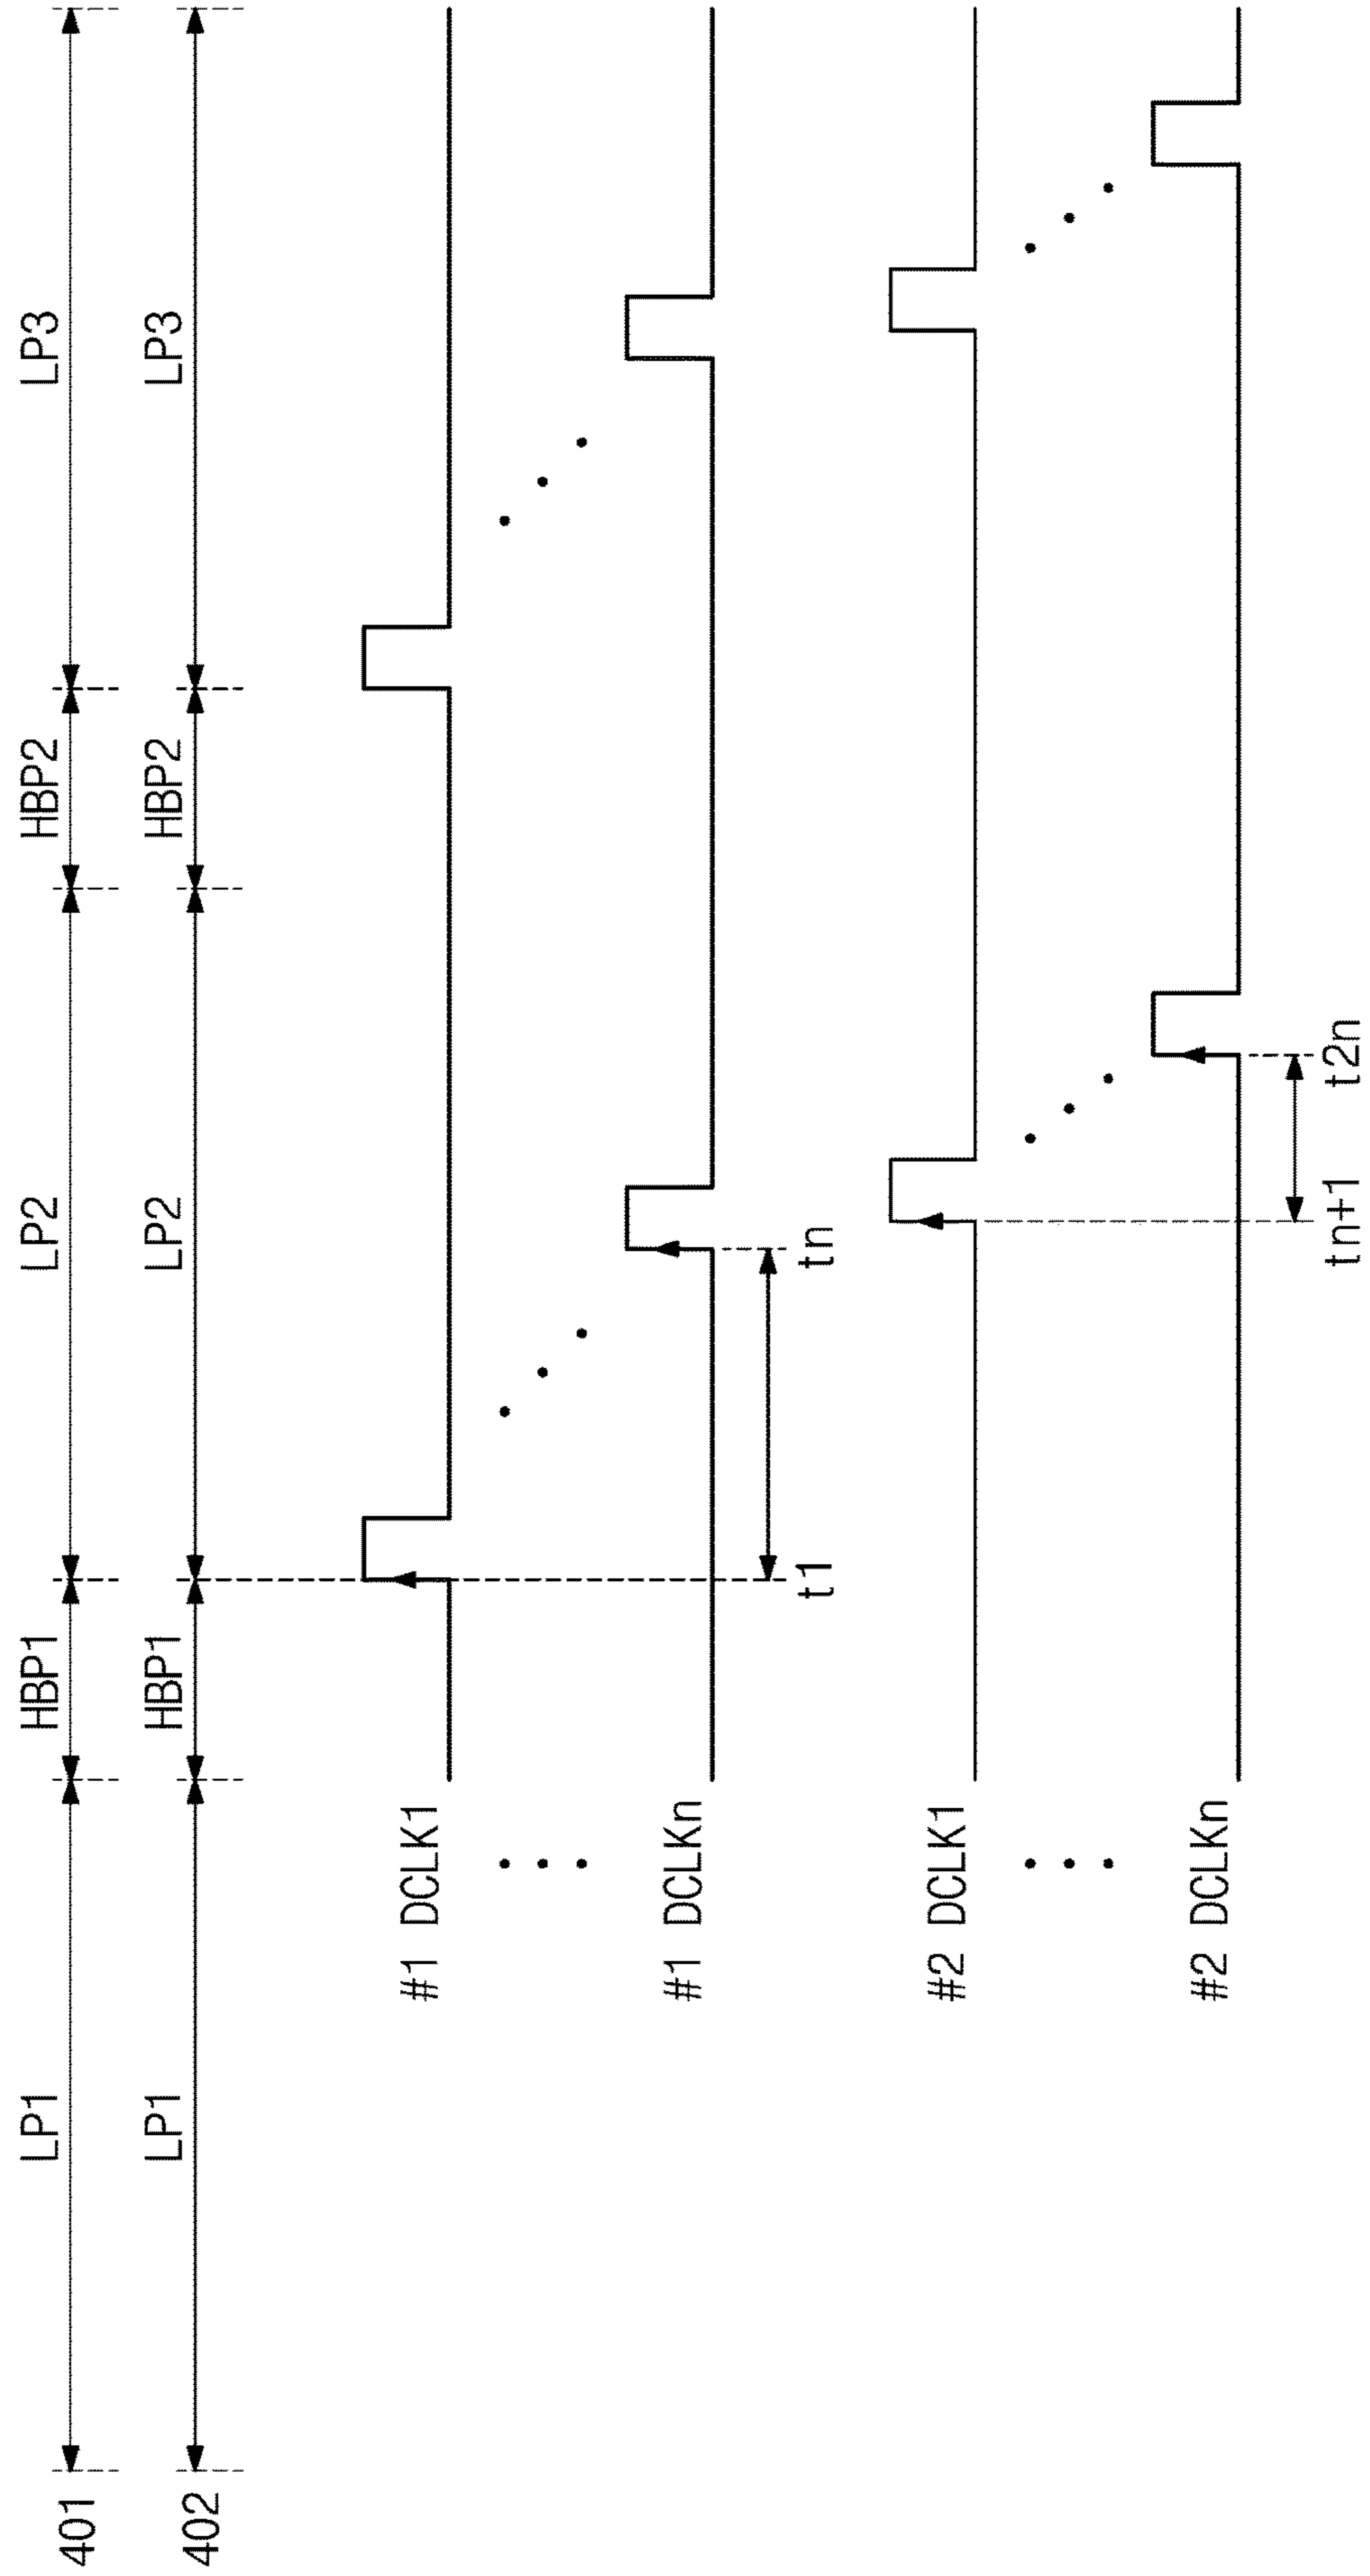 401 LP1 HBP1 LP2 HBP2 LP3
402 LP1 HBP1 LP2 HBP2 LP3
#1 DCLK1
#1 DCLKn
t1 tn
#2 DCLK1
#2 DCLKn
tn+1 t2n